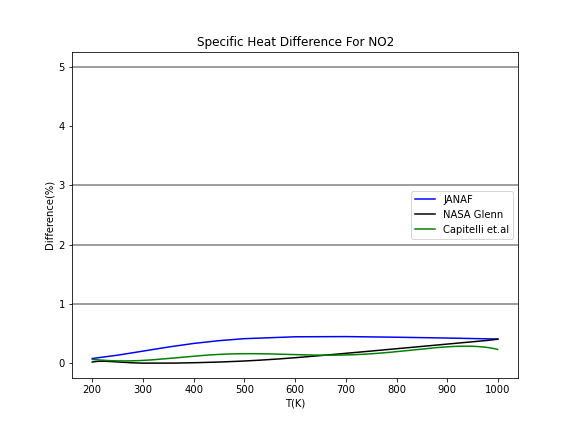 Specific Heat Difference For NO2
5
4
3
2
1
0
Difference(%)
JANAF
NASA Glenn
Capitelli et.al
200 300 400 500 600 700 800 900 1000
T(K)